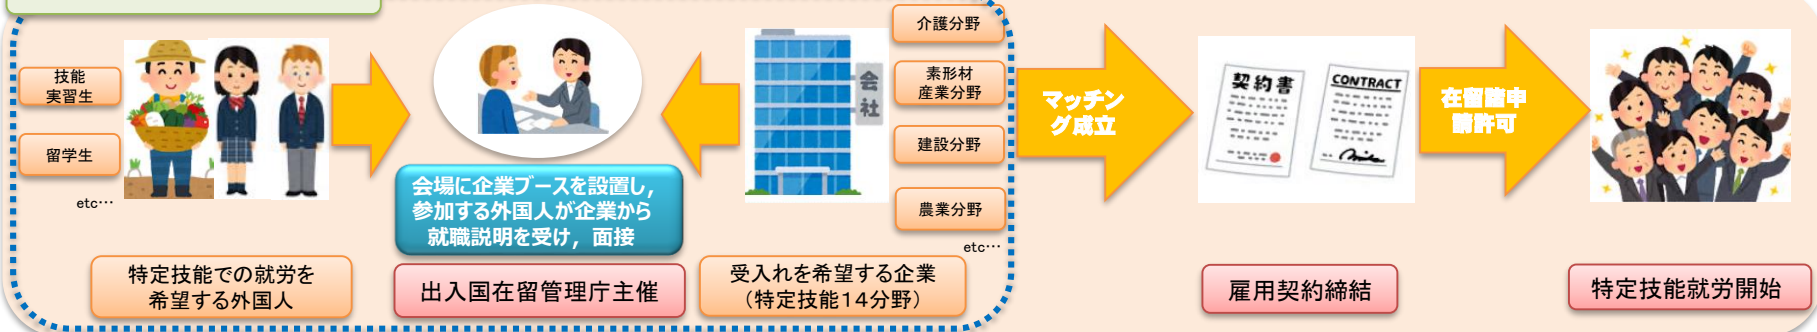 技能
実習生
留学生
etc…
特定技能での就労を
希望する外国人
会場に企業ブースを設置し，
参加する外国人が企業から
就職説明を受け，面接
出入国在留管理庁主催
会社
介護分野
素形材
産業分野
建設分野
農業分野
etc…
受入れを希望する企業
（特定技能14分野）
マッチン
グ成立
契約書
CONTRACT
雇用契約締結
在留諸申
請許可
特定技能就労開始